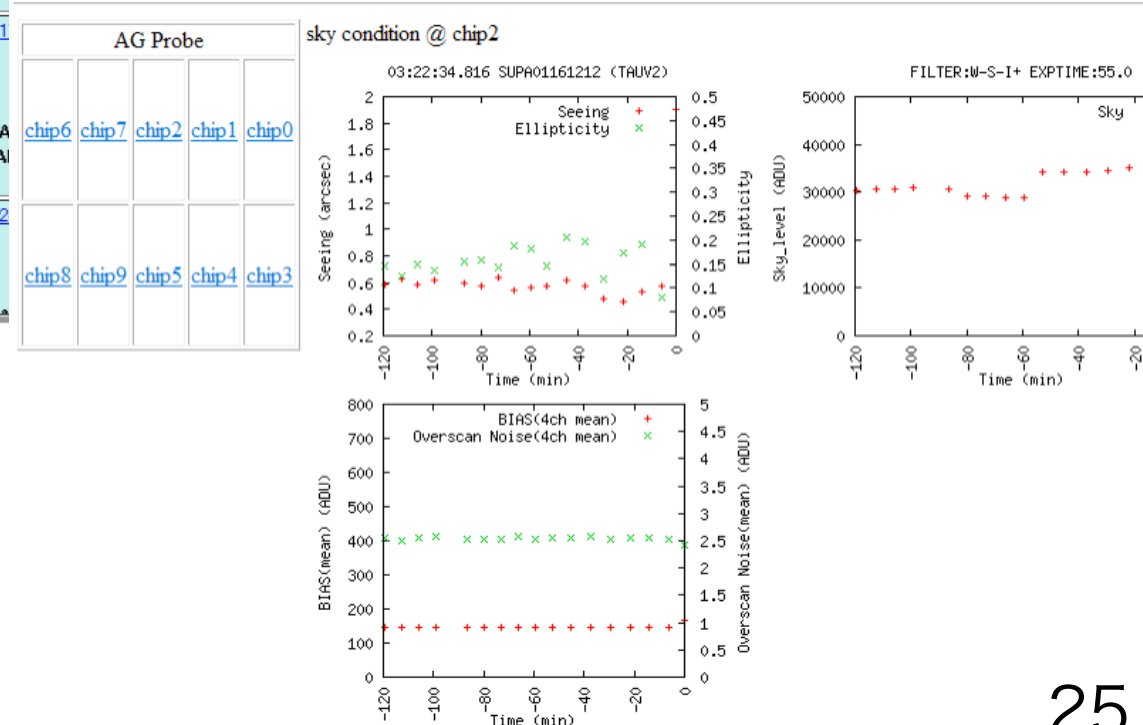 AG Probe
chip6 chip7 chip2 chip1 chip0
chip8 chip9 chip5 chip4 chip3
sky condition @ chip2
03:22:34.816 SUPA01161212 (TAUV2)
Seeing
Ellipticity
2
1.8
1.6
1.4
1.2
1
0.8
0.6
0.4
0.2
Seeing (arcsec)
0.5
0.45
0.4
0.35
0.3
0.25
0.2
0.15
0.1
0.05
0
Ellipticity
-120 -100 -80 -60 -40 -20 0
Time (min)
FILTER:W-S-I+ EXPTIME:55.0
Sky
50000
40000
30000
20000
10000
0
Sky_level (ADU)
-120 -100 -80 -60 -40 -20
Time (min)
BIAS(4ch mean)
Overscan Noise(4ch mean)
800
700
600
500
400
300
200
100
0
BIAS(mean) (ADU)
5
4.5
4
3.5
3
2.5
2
1.5
1
0.5
0
Overscan Noise(mean) (ADU)
-120 -100 -80 -60 -40 -20 0
Time (min)
25